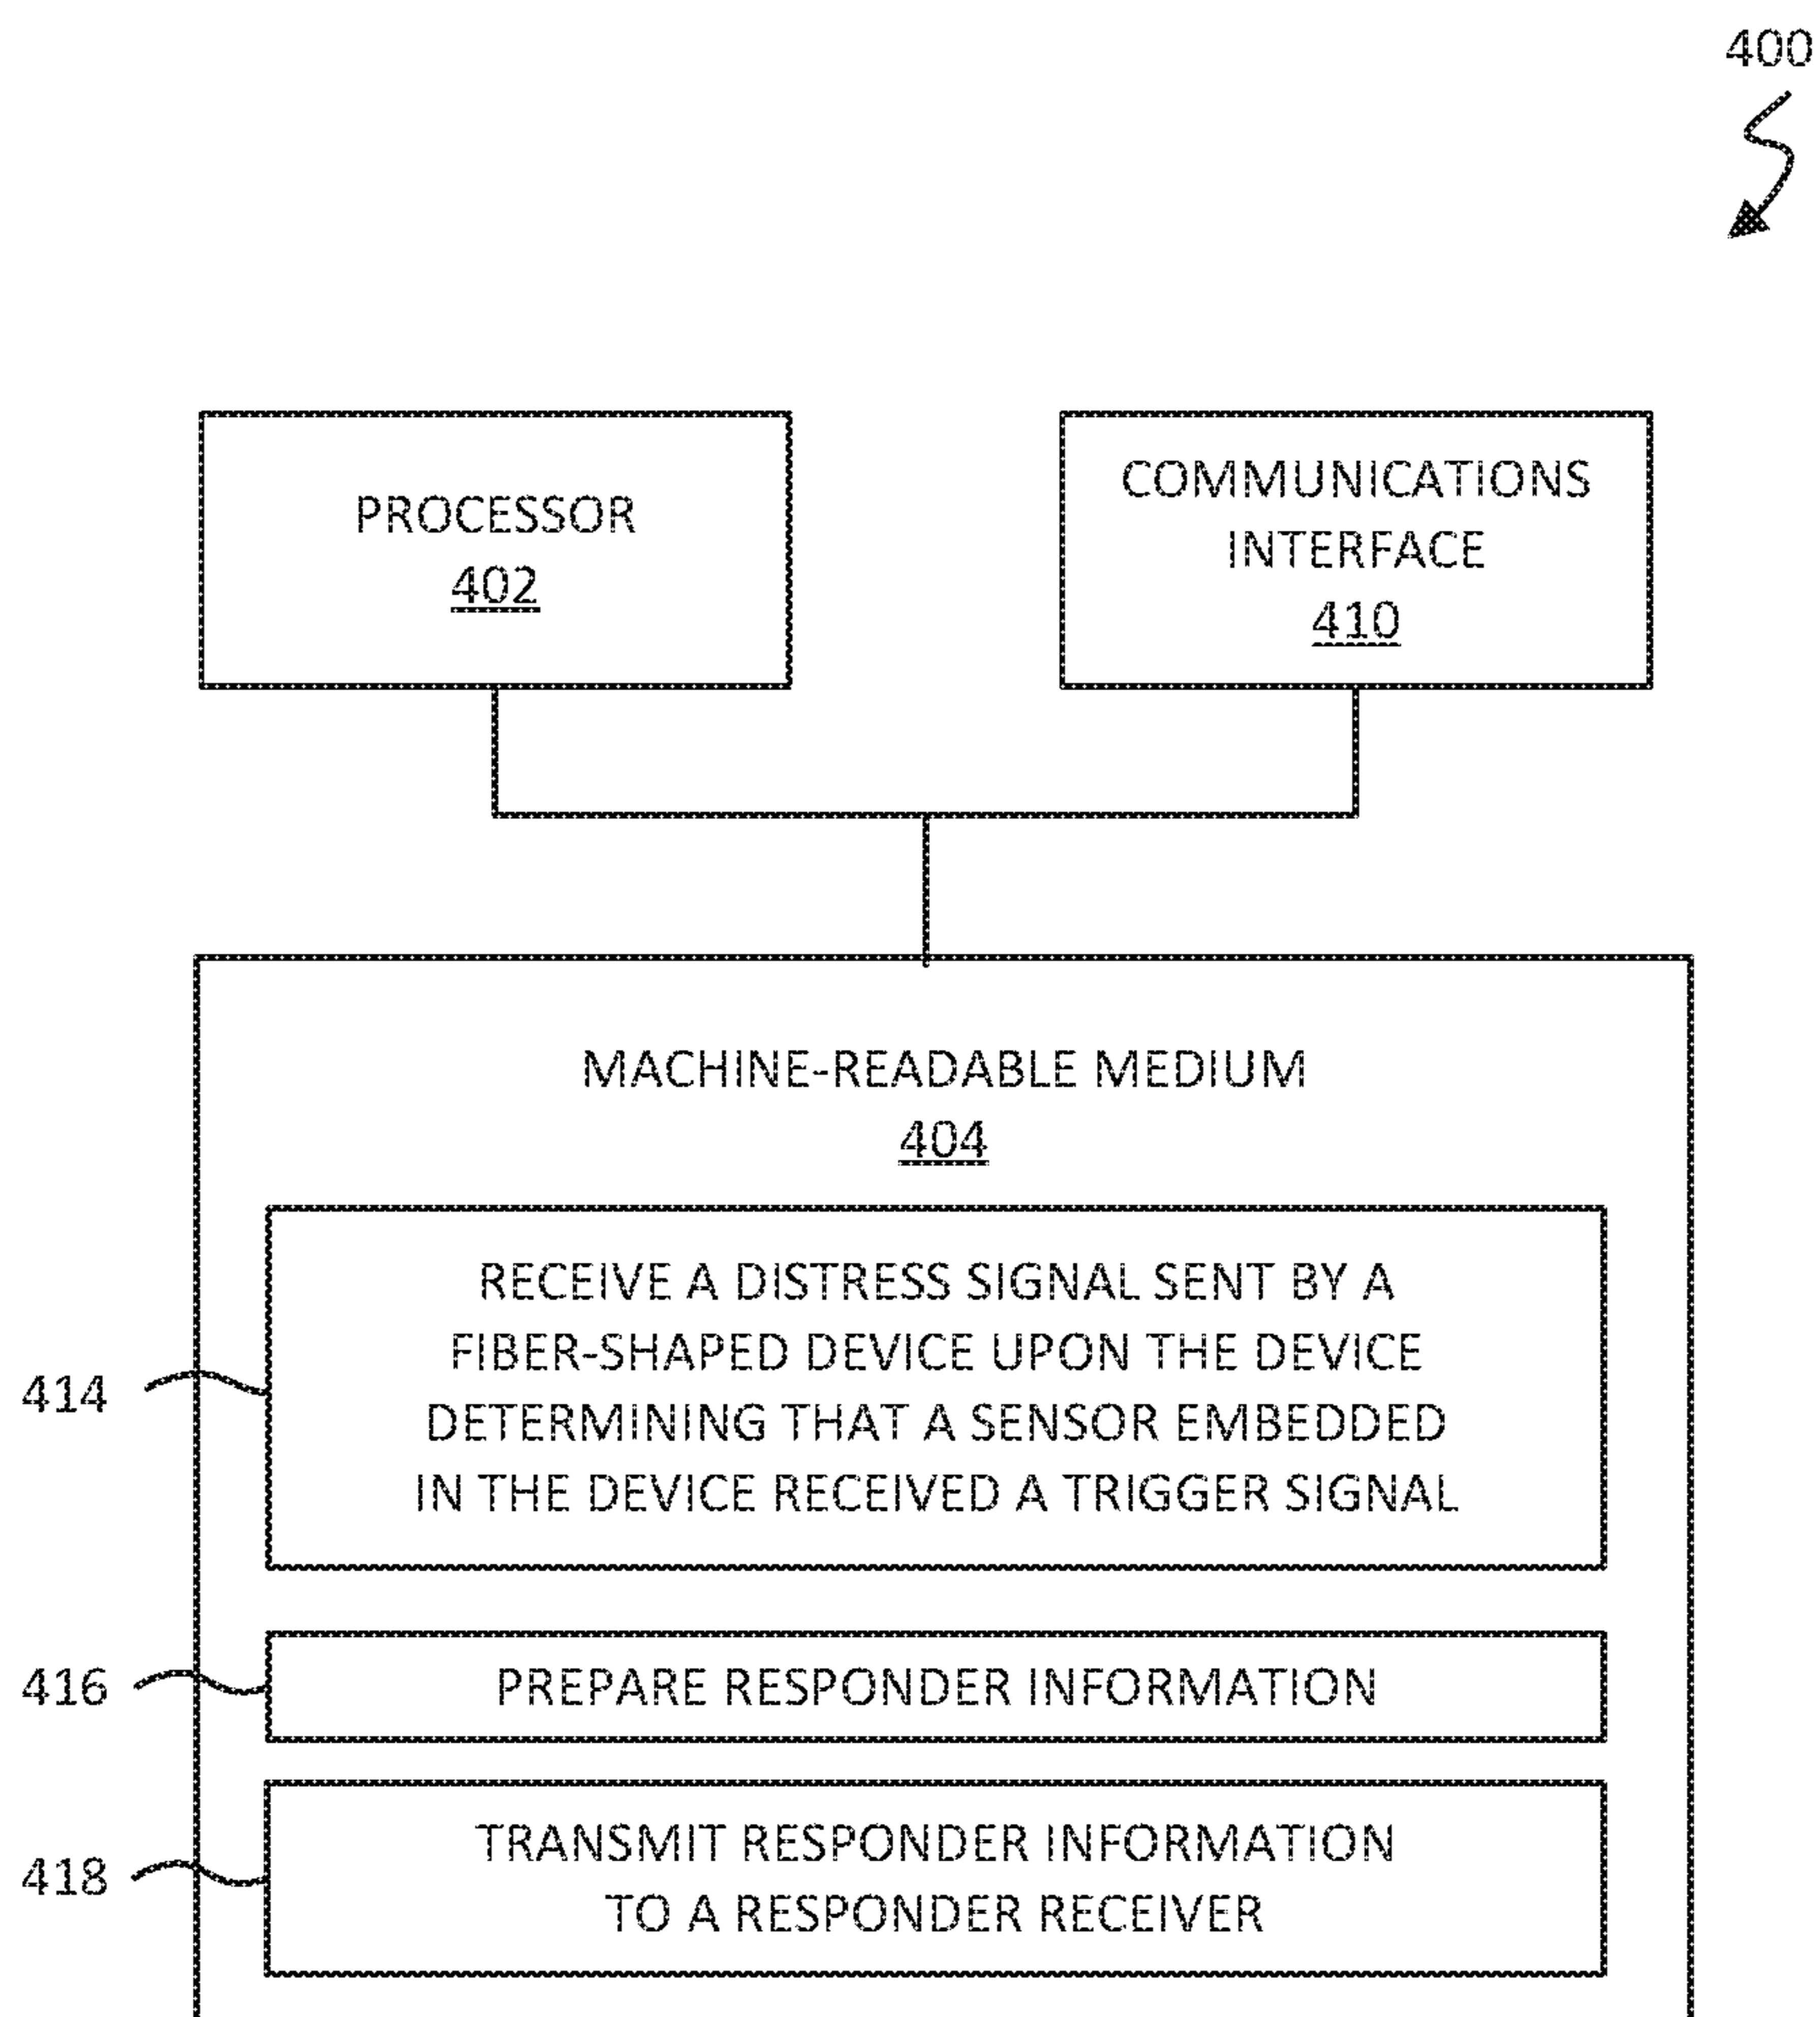 400
PROCESSOR
402
COMMUNICATIONS
INTERFACE
410
MACHINE-READABLE MEDIUM
404
414
RECEIVE A DISTRESS SIGNAL SENT BY A
FIBER-SHAPED DEVICE UPON THE DEVICE
DETERMINING THAT A SENSOR EMBEDDED
IN THE DEVICE RECEIVED A TRIGGER SIGNAL
416
PREPARE RESPONDER INFORMATION
418
TRANSMIT RESPONDER INFORMATION
TO A RESPONDER RECEIVER